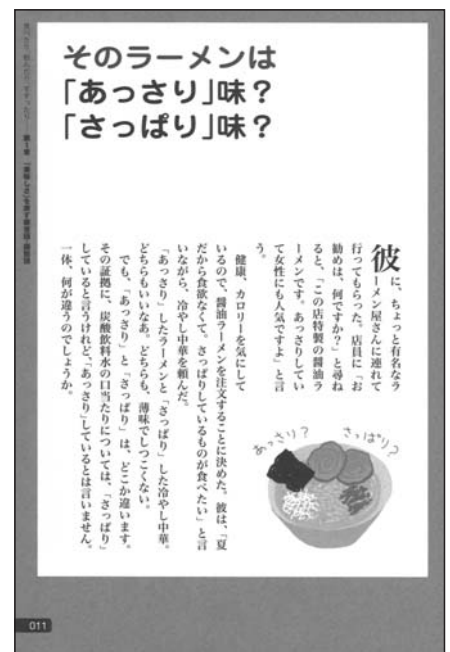 そのラーメンは
「あっさり」味？
「さっぱり」味？
彼に、ちょっと有名なラ
ーメン屋さんに連れて
行ってもらった。店員に「お
勧めは、何ですか？」と尋ね
ると、「この店特製の醤油ラ
ーメンです。あっさりしてい
て女性にも人気ですよ」と言
う。
健康、カロリーを気にして
いるので、醤油ラーメンを注文することに決めた。彼は、「夏
だから食欲なくて。さっぱりしているものが食べたい」と言
いながら、冷やし中華を頼んだ。
「あっさり」したラーメンと「さっぱり」した冷やし中華。
どちらもいいなあ。どちらも、薄味でしつこくない。
でも、「あっさり」と「さっぱり」は、どこか違います。
その証拠に、炭酸飲料水の口当たりについては、「さっぱり」
していると言うけれど、「あっさり」しているとは言いません。
一体、何が違うのでしょうか。
あっさり？
さっぱり？
011